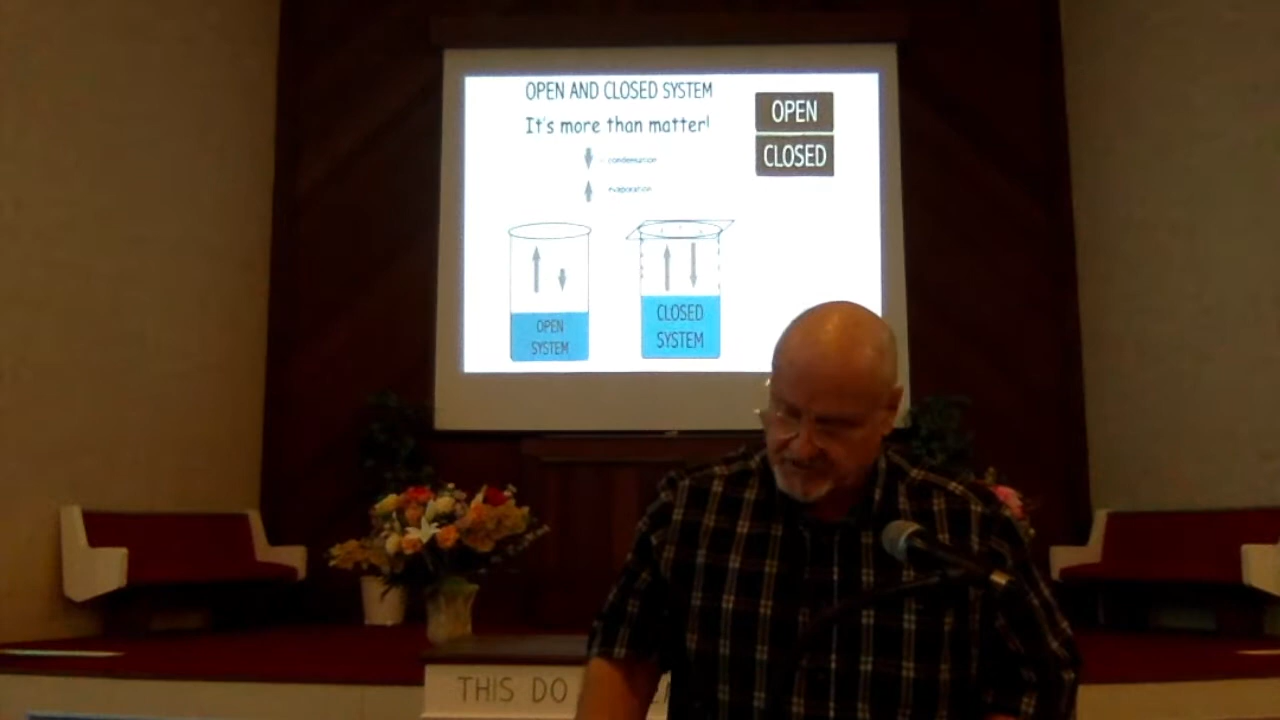 OPEN AND CLOSED SYSTEM
It's more than matter!
OPEN
CLOSED
condensation
evaporation
OPEN
SYSTEM
CLOSED
SYSTEM
THIS DO